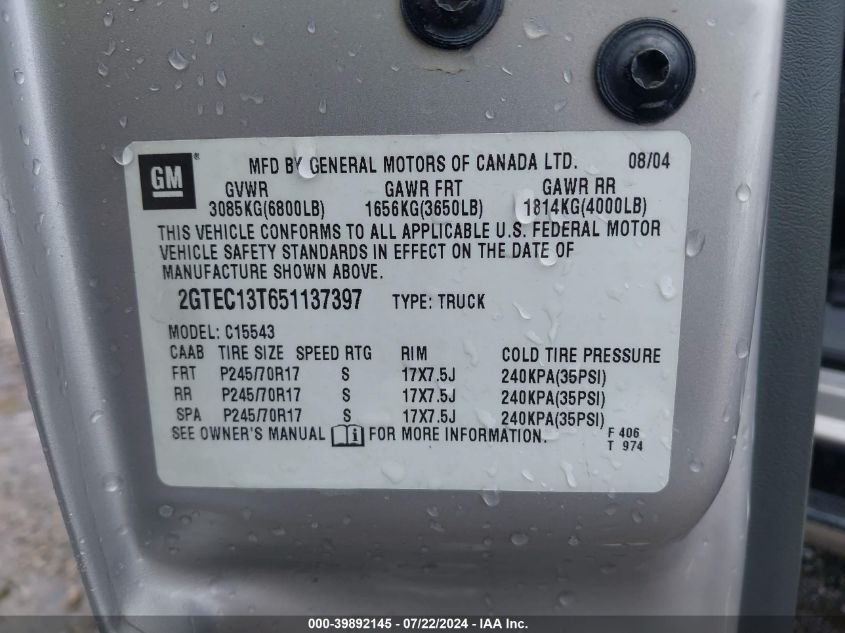 GM ® MFD BY GENERAL MOTORS OF CANADA LTD. 08/04
GVWR GAWR FRT GAWR RR
3085KG(6800LB) 1656KG(3650LB) 1814KG(4000LB)
THIS VEHICLE CONFORMS TO ALL APPLICABLE U.S. FEDERAL MOTOR
VEHICLE SAFETY STANDARDS IN EFFECT ON THE DATE OF
MANUFACTURE SHOWN ABOVE.
2GTEC13T651137397 TYPE: TRUCK
MODEL: C15543
CAAB TIRE SIZE SPEED RTG RIM COLD TIRE PRESSURE
FRT P245/70R17 S 17X7.5J 240KPA(35PSI)
RR P245/70R17 S 17X7.5J 240KPA(35PSI)
SPA P245/70R17 S 17X7.5J 240KPA(35PSI)
SEE OWNER'S MANUAL i FOR MORE INFORMATION. F 406
T 974
000-39892145 - 07/22/2024 - www.iaai.com - Copyright IAA, Inc.